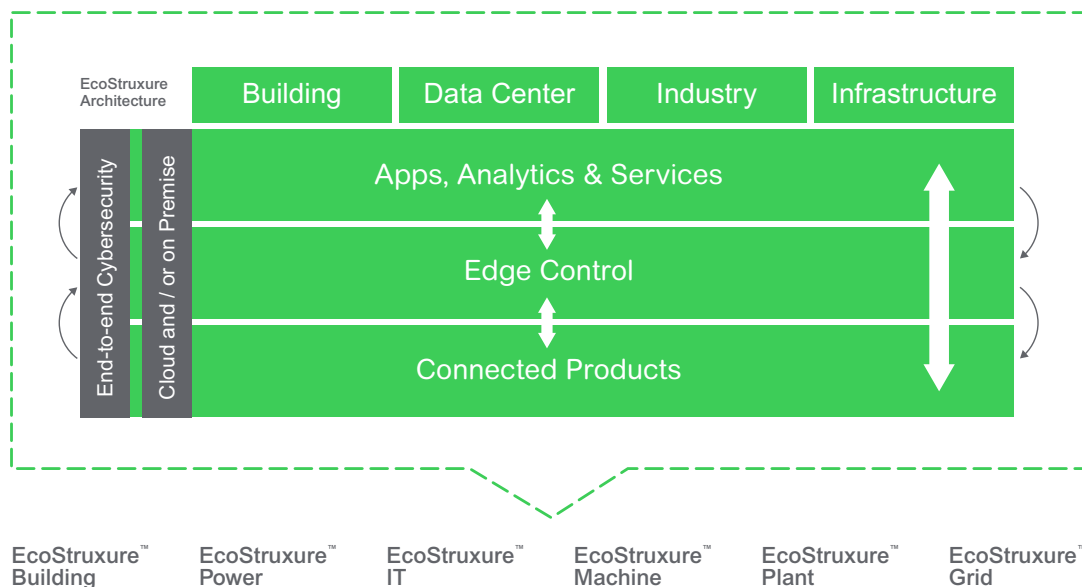 EcoStruxure
Architecture
Building
Data Center
Industry
Infrastructure
End-to-end Cybersecurity
Cloud and / or on Premise
Apps, Analytics & Services
Edge Control
Connected Products
EcoStruxure™
Building
EcoStruxure™
Power
EcoStruxure™
IT
EcoStruxure™
Machine
EcoStruxure™
Plant
EcoStruxure™
Grid